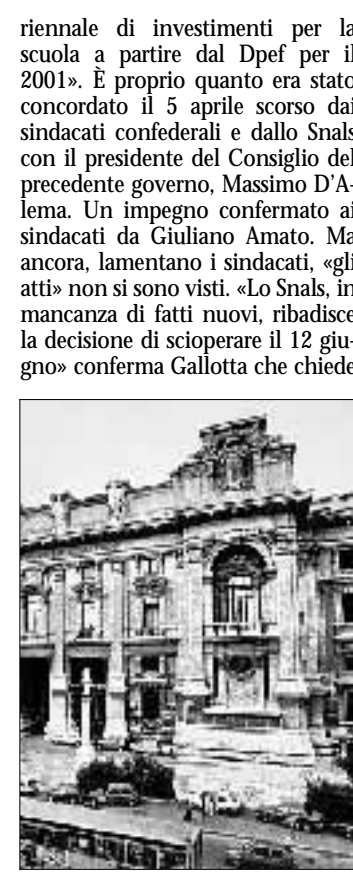 riennale di investimenti per la
scuola a partire dal Dpef per il
2001». È proprio quanto era stato
concordato il 5 aprile scorso dai
sindacati confederali e dallo Snals
con il presidente del Consiglio del
precedente governo, Massimo D'A-
lema. Un impegno confermato ai
sindacati da Giuliano Amato. Ma
ancora, lamentano i sindacati, «gli
atti» non si sono visti. «Lo Snals, in
mancanza di fatti nuovi, ribadisce
la decisione di scioperare il 12 giu-
gno» conferma Gallotta che chiede